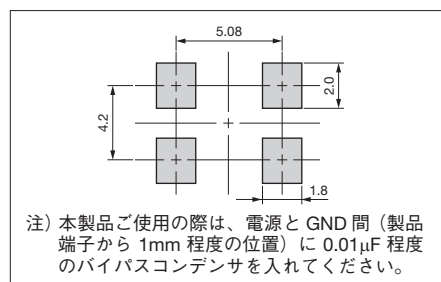 5.08
2.0
4.2
1.8
注）本製品ご使用の際は、電源と GND 間（製品
端子から 1mm 程度の位置）に 0.01μF 程度
のバイパスコンデンサを入れてください。